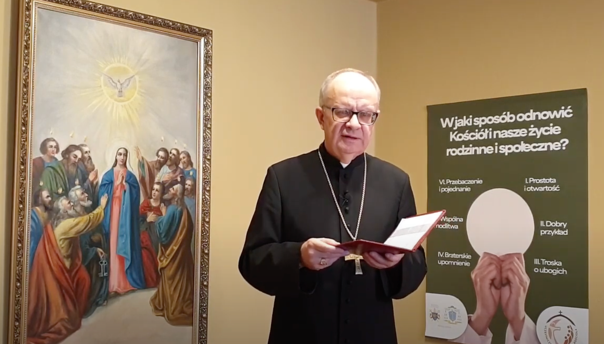 W jaki sposób odnowić
Kościół i nasze życie
rodzinne i społeczne?
VI. Przebaczenie
i pojednanie
I. Prostota
i otwartość
Wspólna
modlitwa
II. Dobry
przykład
IV. Braterskie
upomnienie
III. Troska
o ubogich